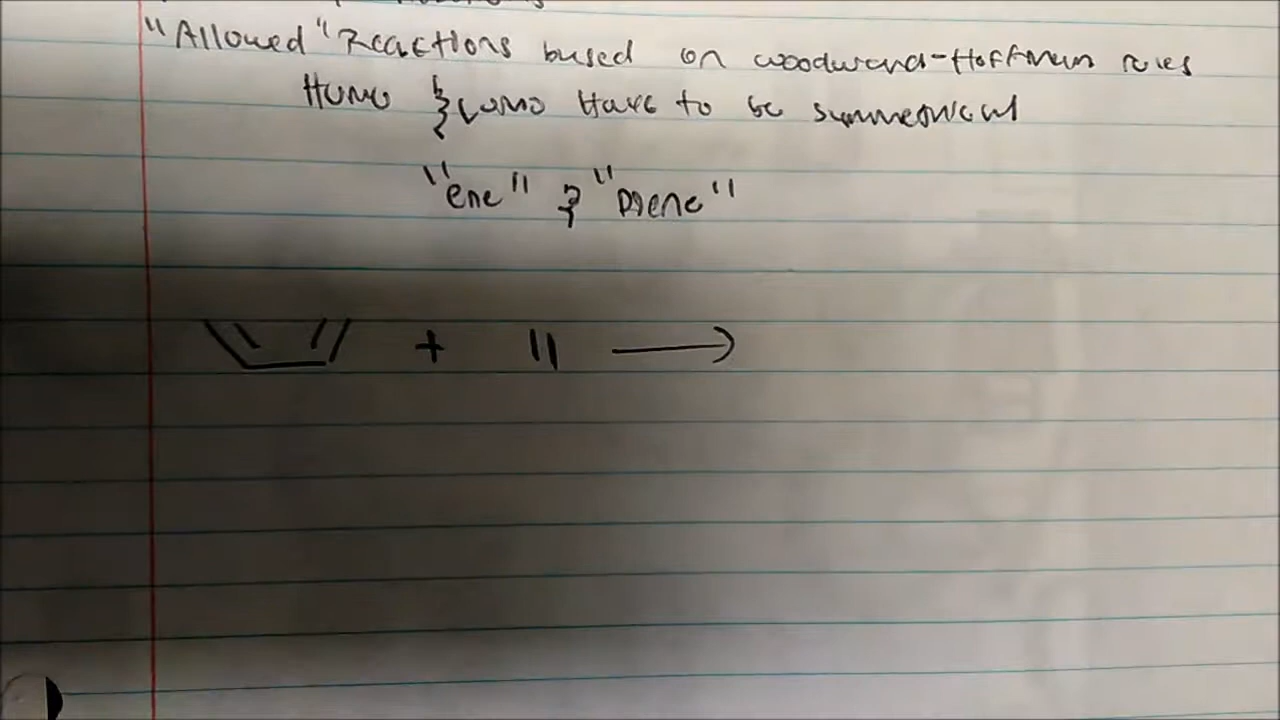 "Allowed" Reactions based on woodward-Hoffman rules
HOMO & LUMO Have to be symmetrical
"ene" & "Diene"
+ →